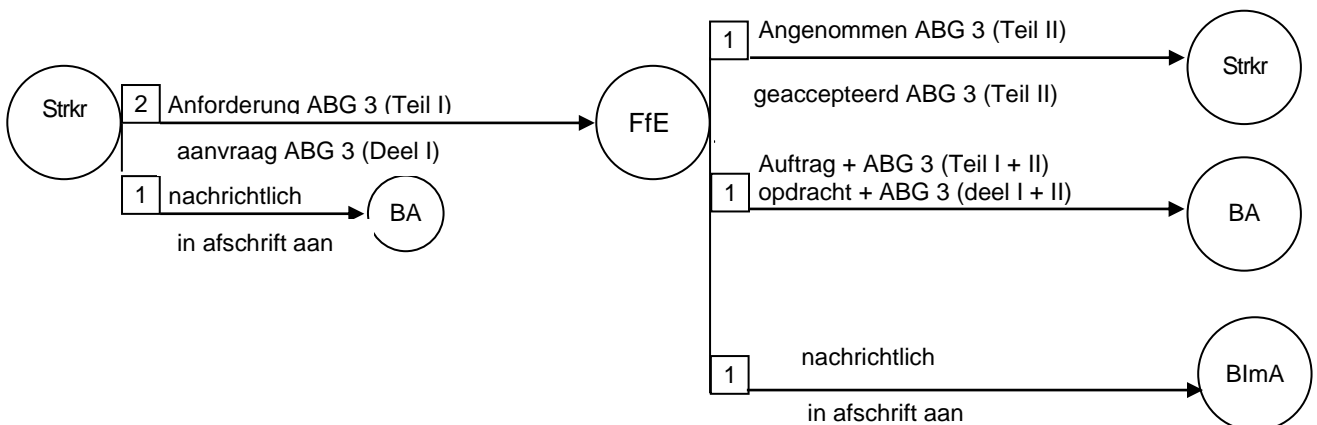 Strkr
2 Anforderung ABG 3 (Teil I)
aanvraag ABG 3 (Deel I)
1 nachrichtlich
in afschrift aan
BA
FfE
1 Angenommen ABG 3 (Teil II)
geaccepteerd ABG 3 (Teil II)
Strkr
Auftrag + ABG 3 (Teil I + II)
1 opdracht + ABG 3 (deel I + II)
BA
1 nachrichtlich
in afschrift aan
BImA